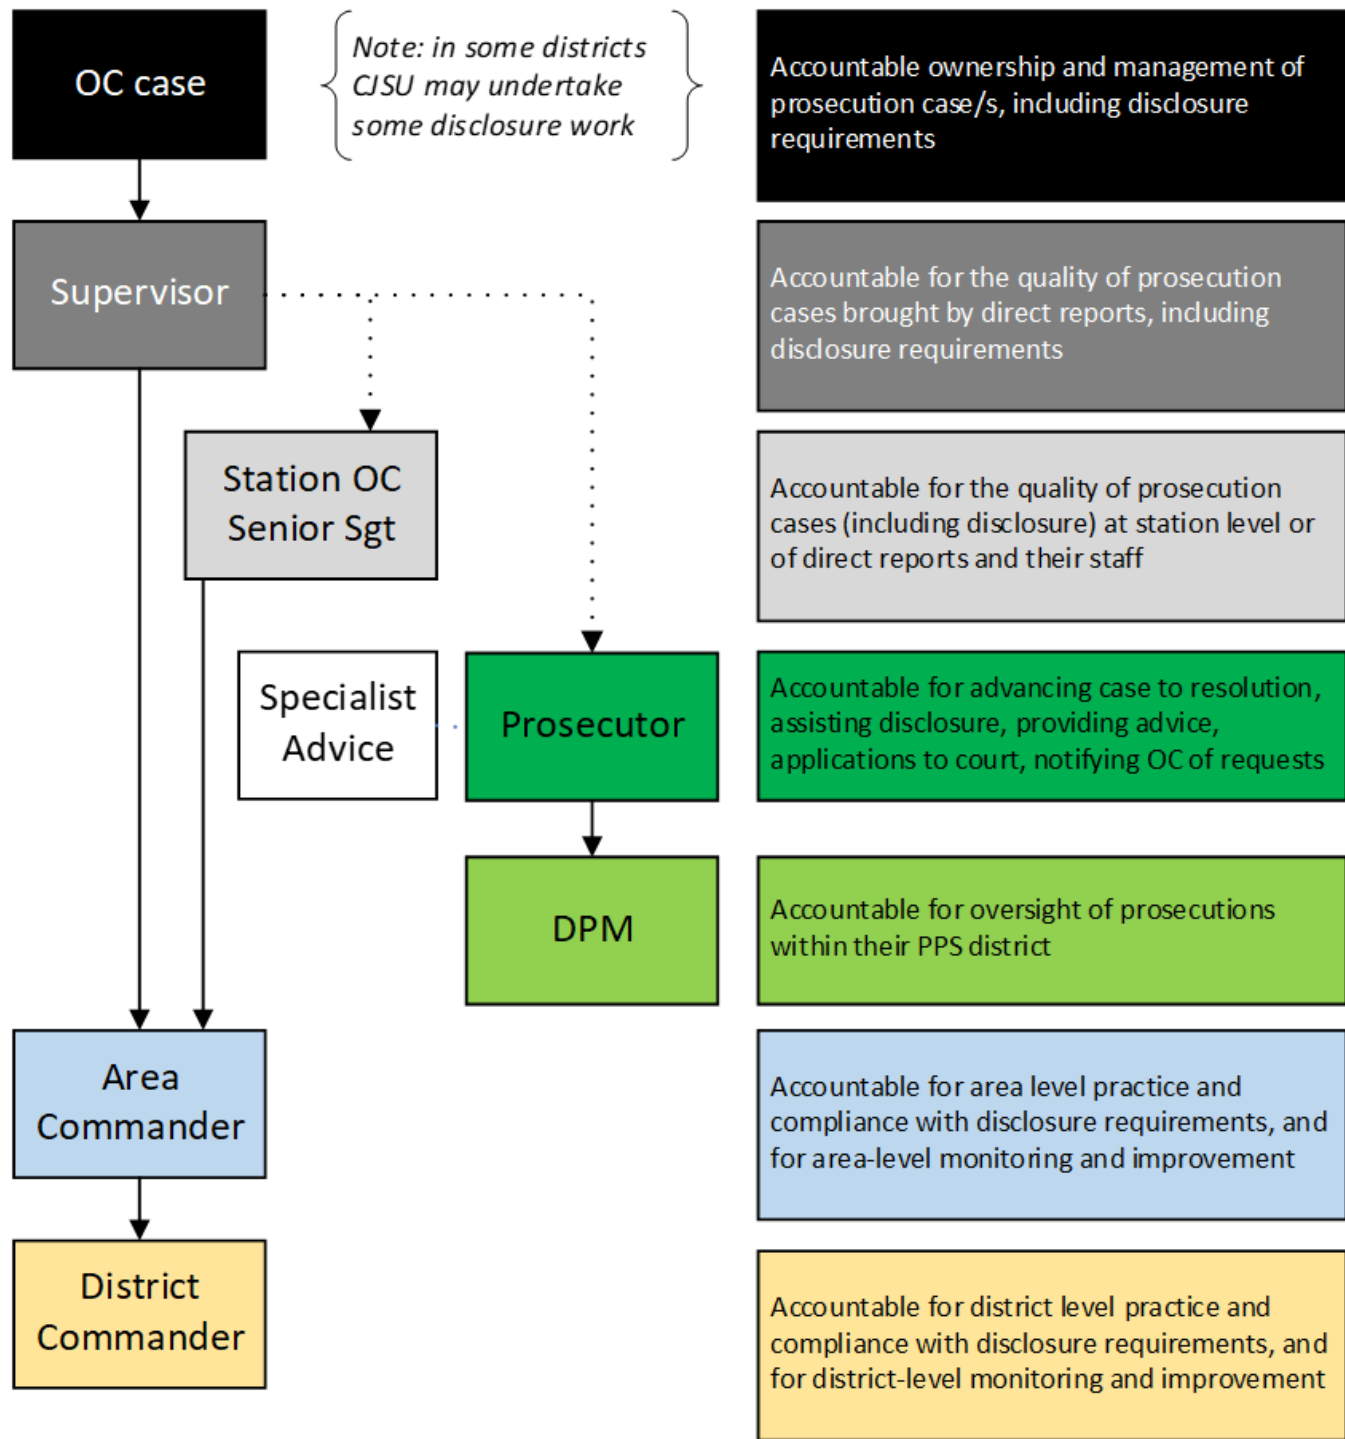 OC case
Note: in some districts
CJSU may undertake
some disclosure work
Accountable ownership and management of
prosecution case/s, including disclosure
requirements
Supervisor
Accountable for the quality of prosecution
cases brought by direct reports, including
disclosure requirements
Station OC
Senior Sgt
Accountable for the quality of prosecution
cases (including disclosure) at station level or
of direct reports and their staff
Specialist
Advice
Prosecutor
Accountable for advancing case to resolution,
assisting disclosure, providing advice,
applications to court, notifying OC of requests
DPM
Accountable for oversight of prosecutions
within their PPS district
Area
Commander
Accountable for area level practice and
compliance with disclosure requirements, and
for area-level monitoring and improvement
District
Commander
Accountable for district level practice and
compliance with disclosure requirements, and
for district-level monitoring and improvement